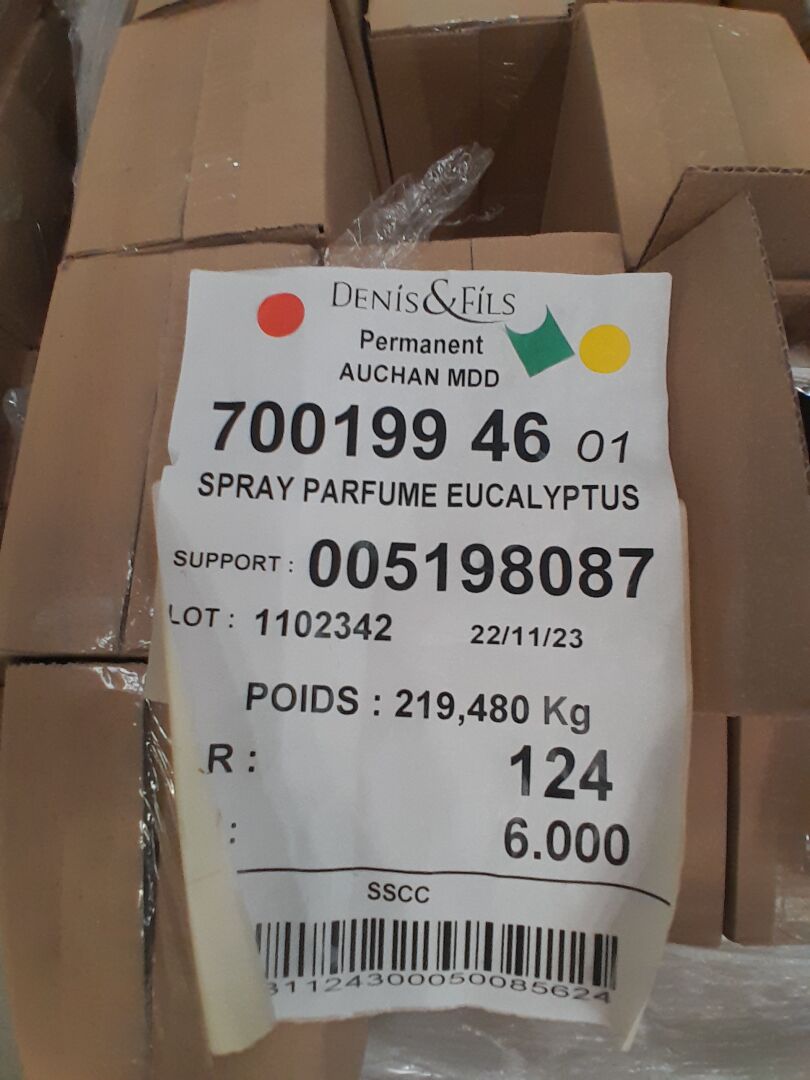 DENIS&FILS
Permanent
AUCHAN MDD
700199 46 01
SPRAY PARFUME EUCALYPTUS
SUPPORT : 005198087
LOT : 1102342 22/11/23
POIDS : 219,480 Kg
R : 124
: 6.000
SSCC
311243000050085624